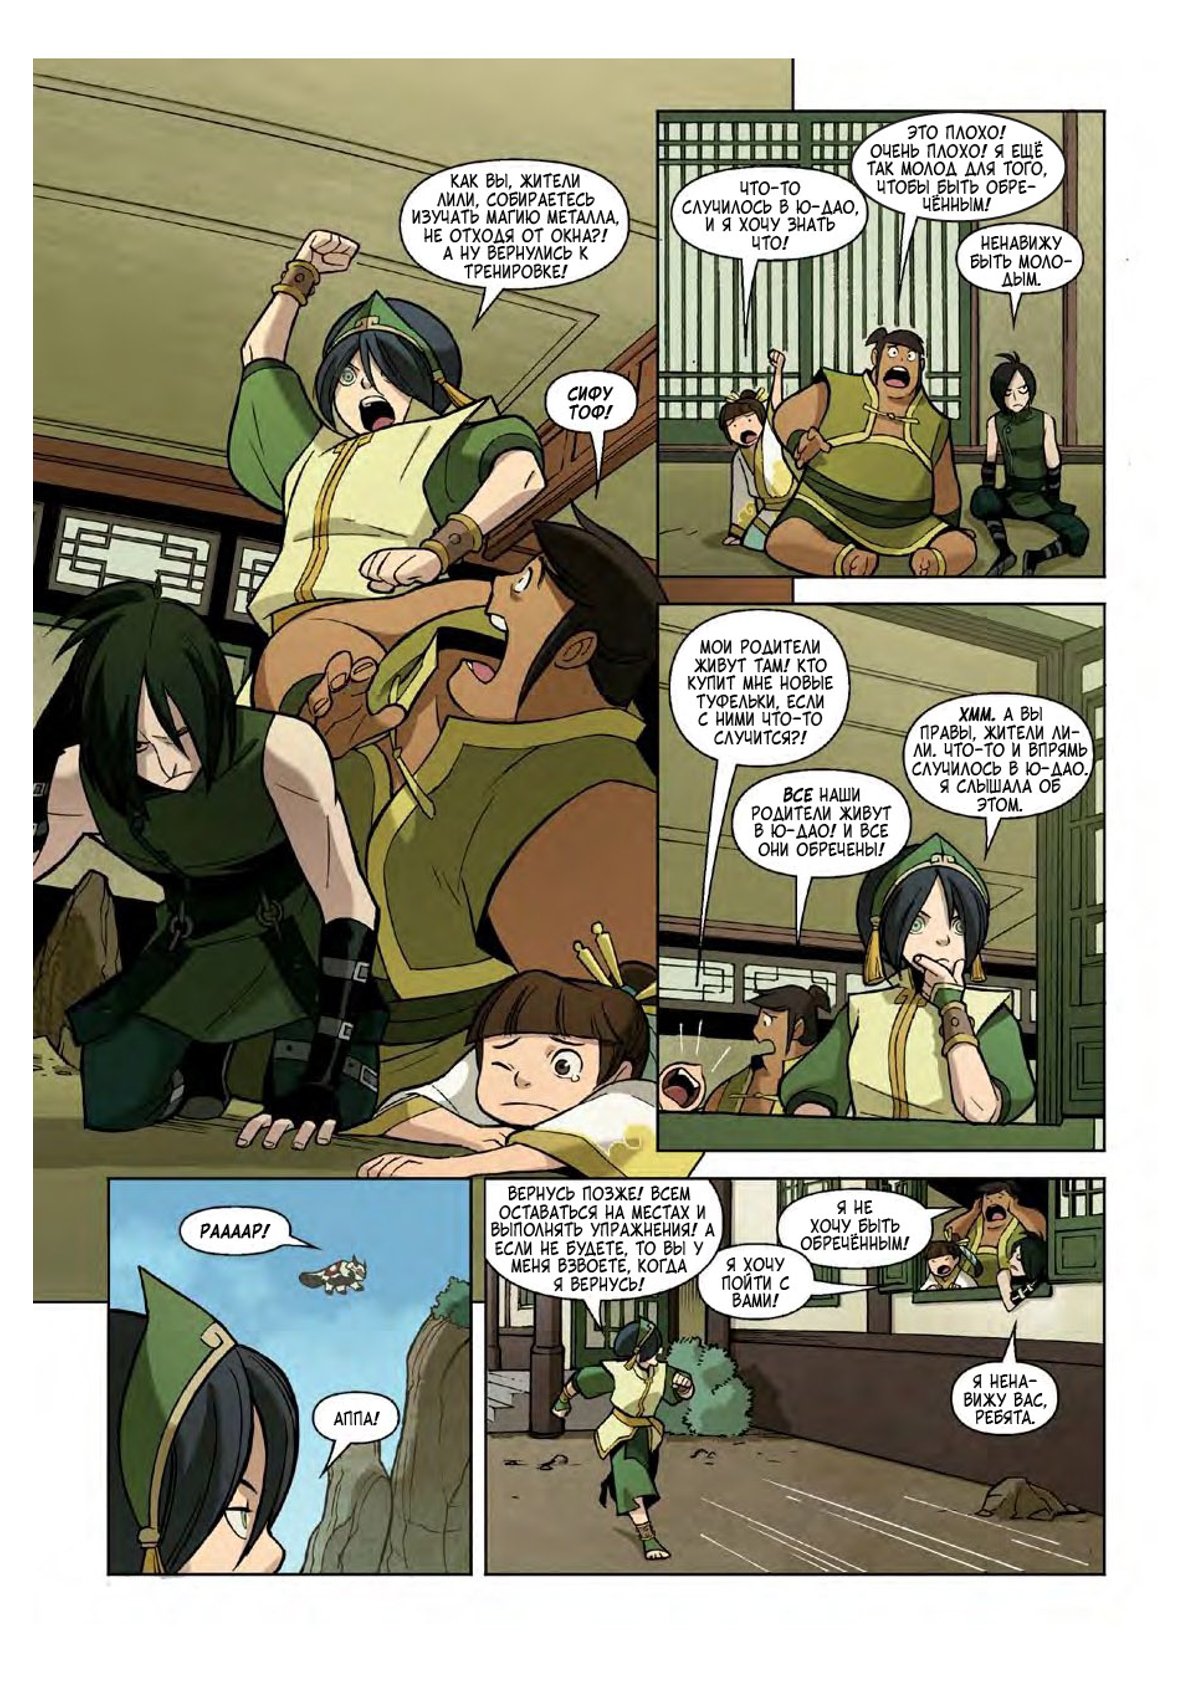 КАК ВЫ, ЖИТЕЛИ
ЛИЛИ, СОБИРАЕТЕСЬ
ИЗУЧАТЬ МАГИЮ МЕТАЛЛА,
НЕ ОТХОДЯ ОТ ОКНА?!
А НУ ВЕРНУЛИСЬ К
ТРЕНИРОВКЕ!
СИФУ
ТОФ!
ЧТО-ТО
СЛУЧИЛОСЬ В Ю-ДАО,
И Я ХОЧУ ЗНАТЬ
ЧТО!
ЭТО ПЛОХО!
ОЧЕНЬ ПЛОХО! Я ЕЩЁ
ТАК МОЛОД ДЛЯ ТОГО,
ЧТОБЫ БЫТЬ ОБРЕ-
ЧЁННЫМ!
НЕНАВИЖУ
БЫТЬ МОЛО-
ДЫМ.
МОИ РОДИТЕЛИ
ЖИВУТ ТАМ! КТО
КУПИТ МНЕ НОВЫЕ
ТУФЕЛЬКИ, ЕСЛИ
С НИМИ ЧТО-ТО
СЛУЧИТСЯ?!
ВСЕ НАШИ
РОДИТЕЛИ ЖИВУТ
В Ю-ДАО! И ВСЕ
ОНИ ОБРЕЧЕНЫ!
ХММ. А ВЫ
ПРАВЫ, ЖИТЕЛИ ЛИ-
ЛИ. ЧТО-ТО И ВПРЯМЬ
СЛУЧИЛОСЬ В Ю-ДАО.
Я СЛЫШАЛА ОБ
ЭТОМ.
РААААР!
АППА!
ВЕРНУСЬ ПОЗЖЕ! ВСЕМ
ОСТАВАТЬСЯ НА МЕСТАХ И
ВЫПОЛНЯТЬ УПРАЖНЕНИЯ! А
ЕСЛИ НЕ БУДЕТЕ, ТО ВЫ У
МЕНЯ ВЗВОЕТЕ, КОГДА
Я ВЕРНУСЬ!
Я ХОЧУ
ПОЙТИ С
ВАМИ!
Я НЕ
ХОЧУ БЫТЬ
ОБРЕЧЁННЫМ!
Я НЕНА-
ВИЖУ ВАС,
РЕБЯТА.